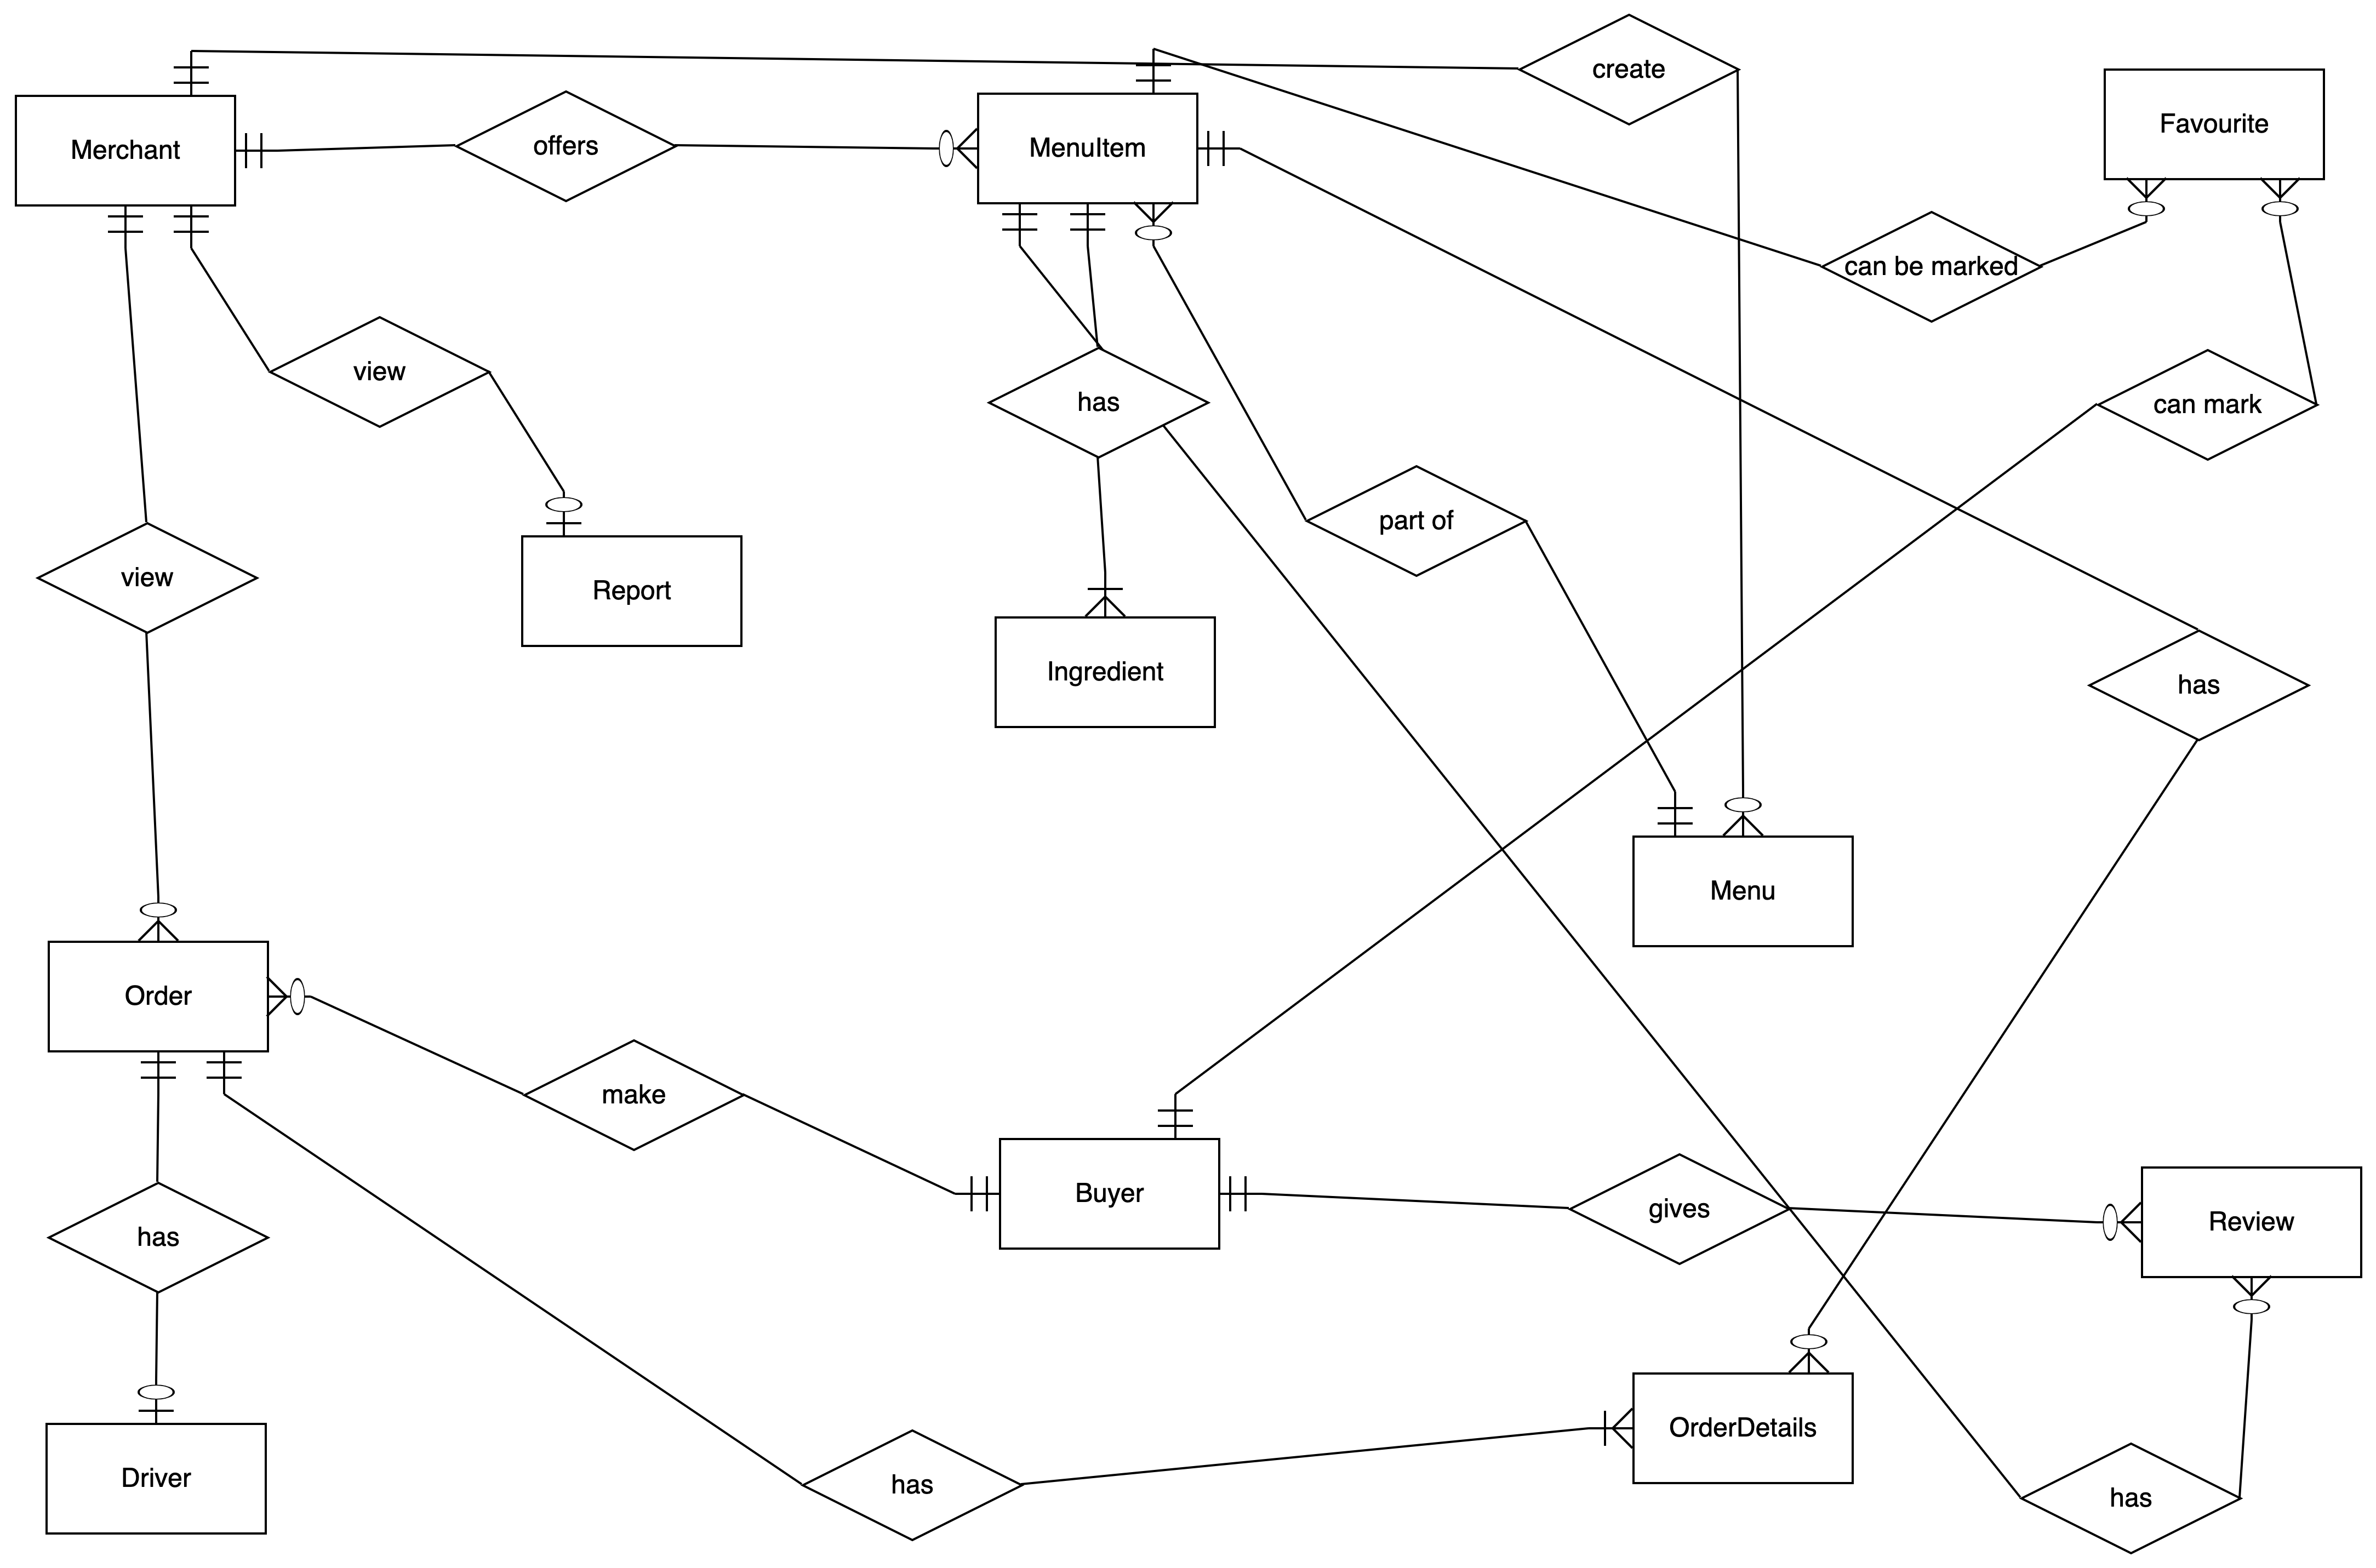 create
Favourite
Merchant
offers
MenuItem
can be marked
view
has
can mark
part of
view
Report
Ingredient
has
Menu
Order
make
Buyer
gives
Review
has
OrderDetails
Driver
has
has